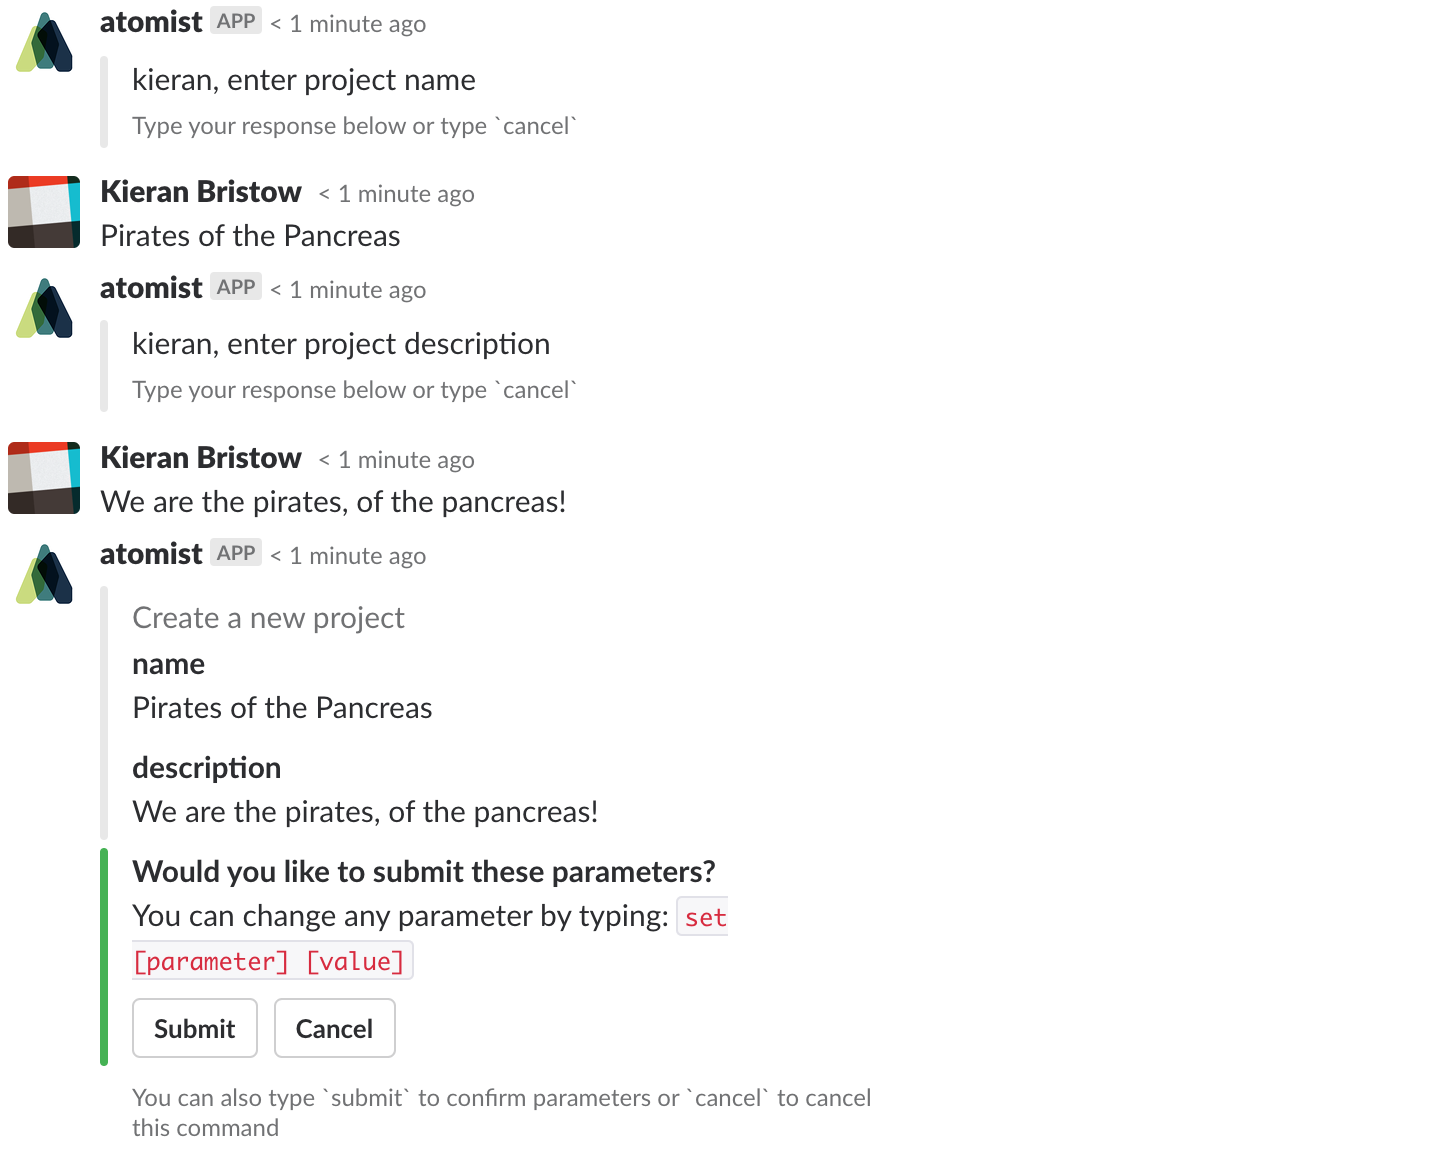 atomist APP < 1 minute ago
kieran, enter project name
Type your response below or type `cancel`
Kieran Bristow < 1 minute ago
Pirates of the Pancreas
atomist APP < 1 minute ago
kieran, enter project description
Type your response below or type `cancel`
Kieran Bristow < 1 minute ago
We are the pirates, of the pancreas!
atomist APP < 1 minute ago
Create a new project
name
Pirates of the Pancreas
description
We are the pirates, of the pancreas!
Would you like to submit these parameters?
You can change any parameter by typing: set
[parameter] [value]
Submit Cancel
You can also type `submit` to confirm parameters or `cancel` to cancel
this command